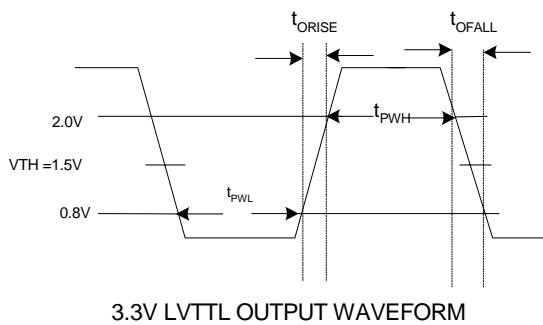 tORISE
tOFALL
2.0V
tPWH
VTH =1.5V
tPWL
0.8V
3.3V LVTTL OUTPUT WAVEFORM